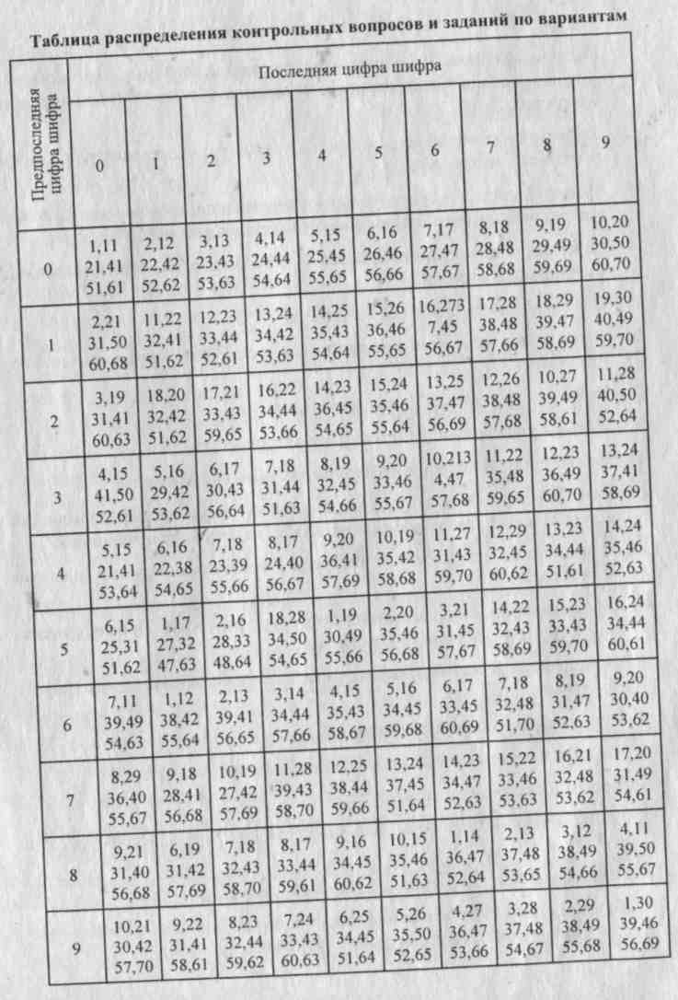 Таблица распределения контрольных вопросов и заданий по вариантам
Предпоследняя цифра шифра
Последняя цифра шифра
0 1 2 3 4 5 6 7 8 9
0
1,11 2,12 3,13 4,14 5,15 6,16 7,17 8,18 9,19 10,20
21,41 22,42 23,43 24,44 25,45 26,46 27,47 28,48 29,49 30,50
51,61 52,62 53,63 54,64 55,65 56,66 57,67 58,68 59,69 60,70
1
2,21 11,22 12,23 13,24 14,25 15,26 16,273 17,28 18,29 19,30
31,50 32,41 33,44 34,42 35,43 36,46 7,45 38,48 39,47 40,49
60,68 51,62 52,61 53,63 54,64 55,65 56,67 57,66 58,69 59,70
2
3,19 18,20 17,21 16,22 14,23 15,24 13,25 12,26 10,27 11,28
31,41 32,42 33,43 34,44 36,45 35,46 37,47 38,48 39,49 40,50
60,63 51,62 59,65 53,66 54,65 55,64 56,69 57,68 58,61 52,64
3
4,15 5,16 6,17 7,18 8,19 9,20 10,213 11,22 12,23 13,24
41,50 29,42 30,43 31,44 32,45 33,46 4,47 35,48 36,49 37,41
52,61 53,62 56,64 51,63 54,66 55,67 57,68 59,65 60,70 58,69
4
5,15 6,16 7,18 8,17 9,20 10,19 11,27 12,29 13,23 14,24
21,41 22,38 23,39 24,40 36,41 35,42 31,43 32,45 34,44 35,46
53,64 54,65 55,66 56,67 57,69 58,68 59,70 60,62 51,61 52,63
5
6,15 1,17 2,16 18,28 1,19 2,20 3,21 14,22 15,23 16,24
25,31 27,32 28,33 34,50 30,49 35,46 31,45 32,43 33,43 34,44
51,62 47,63 48,64 54,65 55,66 56,68 57,67 58,69 59,70 60,61
6
7,11 1,12 2,13 3,14 4,15 5,16 6,17 7,18 8,19 9,20
39,49 38,42 39,41 34,44 35,43 34,45 33,45 32,48 31,47 30,40
54,63 55,64 56,65 57,66 58,67 59,68 60,69 51,70 52,63 53,62
7
8,29 9,18 10,19 11,28 12,25 13,24 14,23 15,22 16,21 17,20
36,40 28,41 27,42 39,43 38,44 37,45 34,47 33,46 32,48 31,49
55,67 56,68 57,69 58,70 59,66 51,64 52,63 53,63 53,62 54,61
8
9,21 6,19 7,18 8,17 9,16 10,15 1,14 2,13 3,12 4,11
31,40 31,42 32,43 33,44 34,45 35,46 36,47 37,48 38,49 39,50
56,68 57,69 58,70 59,61 60,62 51,63 52,64 53,65 54,66 55,67
9
10,21 9,22 8,23 7,24 6,25 5,26 4,27 3,28 2,29 1,30
30,42 31,41 32,44 33,43 34,45 35,50 36,47 37,48 38,49 39,46
57,70 58,61 59,62 60,63 51,64 52,65 53,66 54,67 55,68 56,69